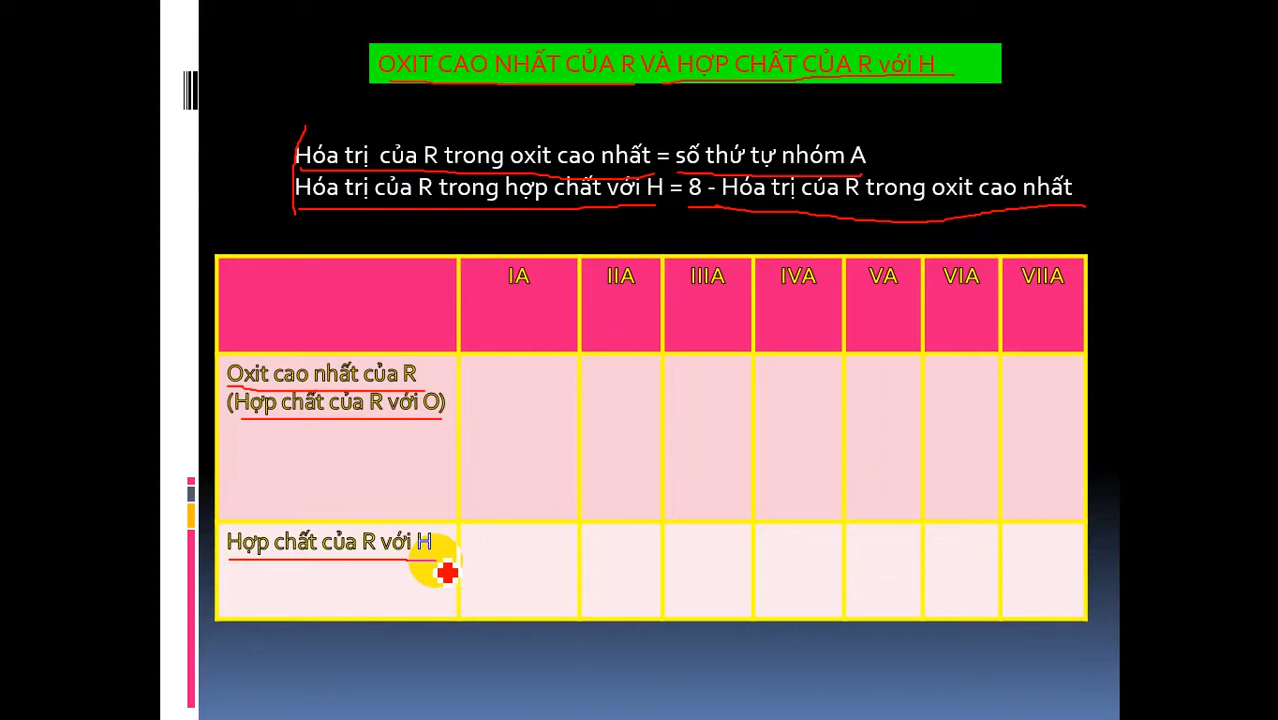 OXIT CAO NHẤT CỦA R VÀ HỢP CHẤT CỦA R với H
Hóa trị của R trong oxit cao nhất = số thứ tự nhóm A
Hóa trị của R trong hợp chất với H = 8 - Hóa trị của R trong oxit cao nhất
IA IIA IIIA IVA VA VIA VIIA
Oxit cao nhất của R
(Hợp chất của R với O)
Hợp chất của R với H